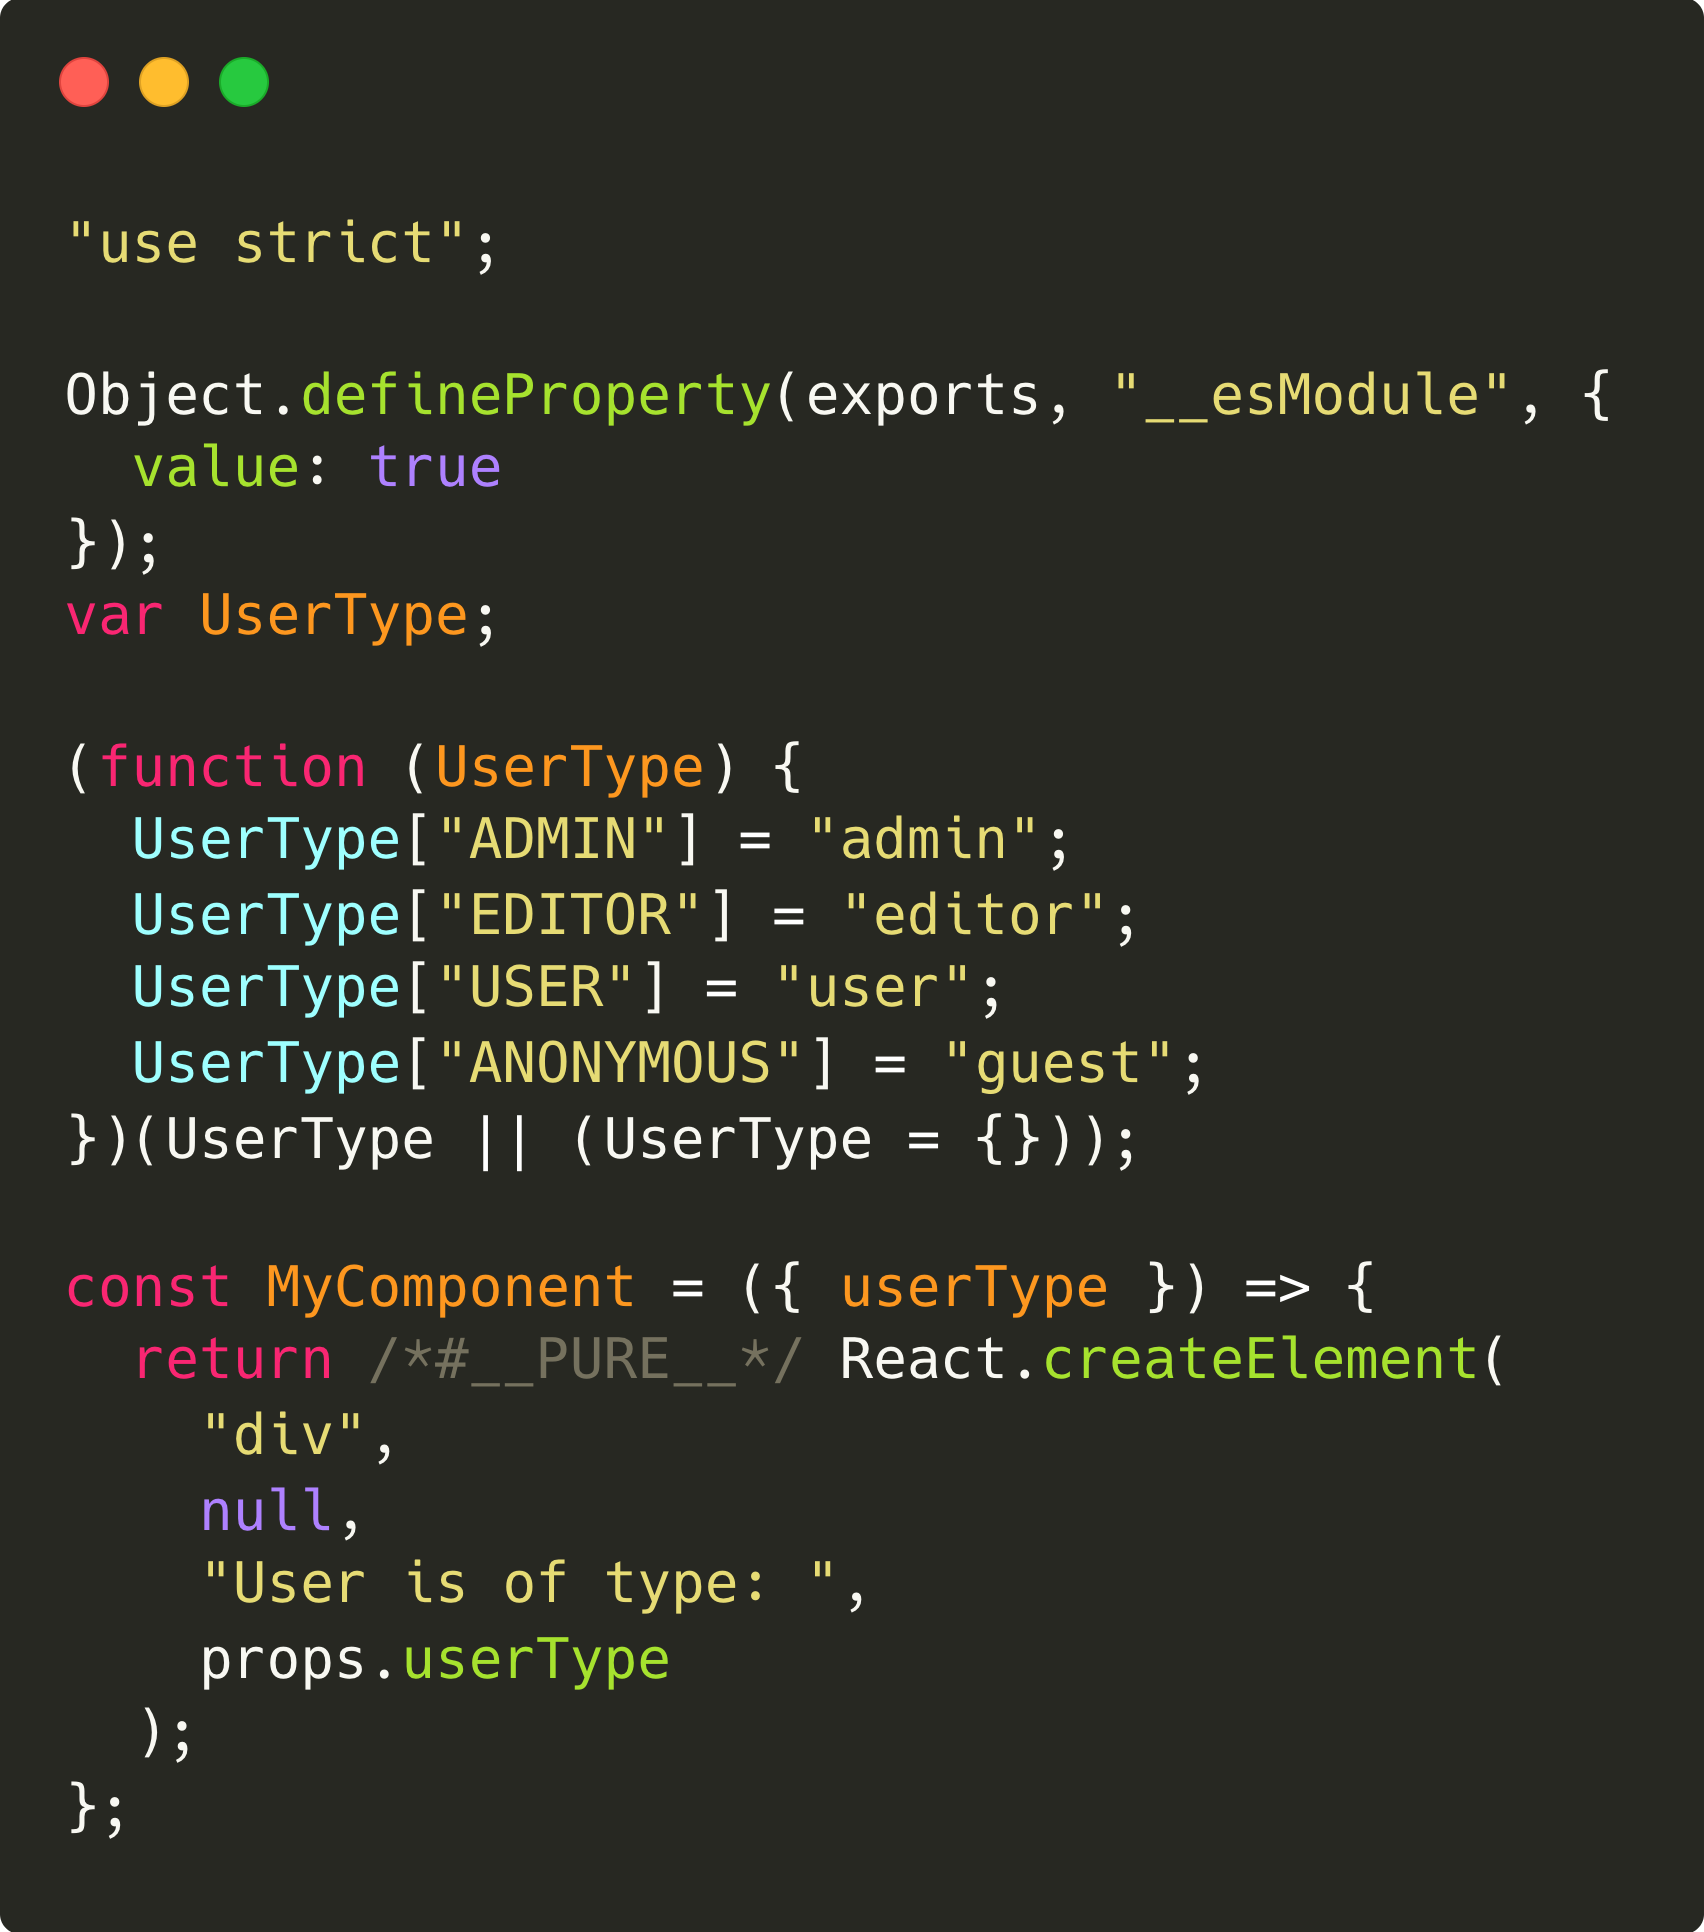 "use strict";
Object.defineProperty(exports, "__esModule", {
  value: true
});
var UserType;
(function (UserType) {
  UserType["ADMIN"] = "admin";
  UserType["EDITOR"] = "editor";
  UserType["USER"] = "user";
  UserType["ANONYMOUS"] = "guest";
})(UserType || (UserType = {}));
const MyComponent = ({ userType }) => {
  return /*#__PURE__*/ React.createElement(
    "div",
    null,
    "User is of type: ",
    props.userType
  );
};